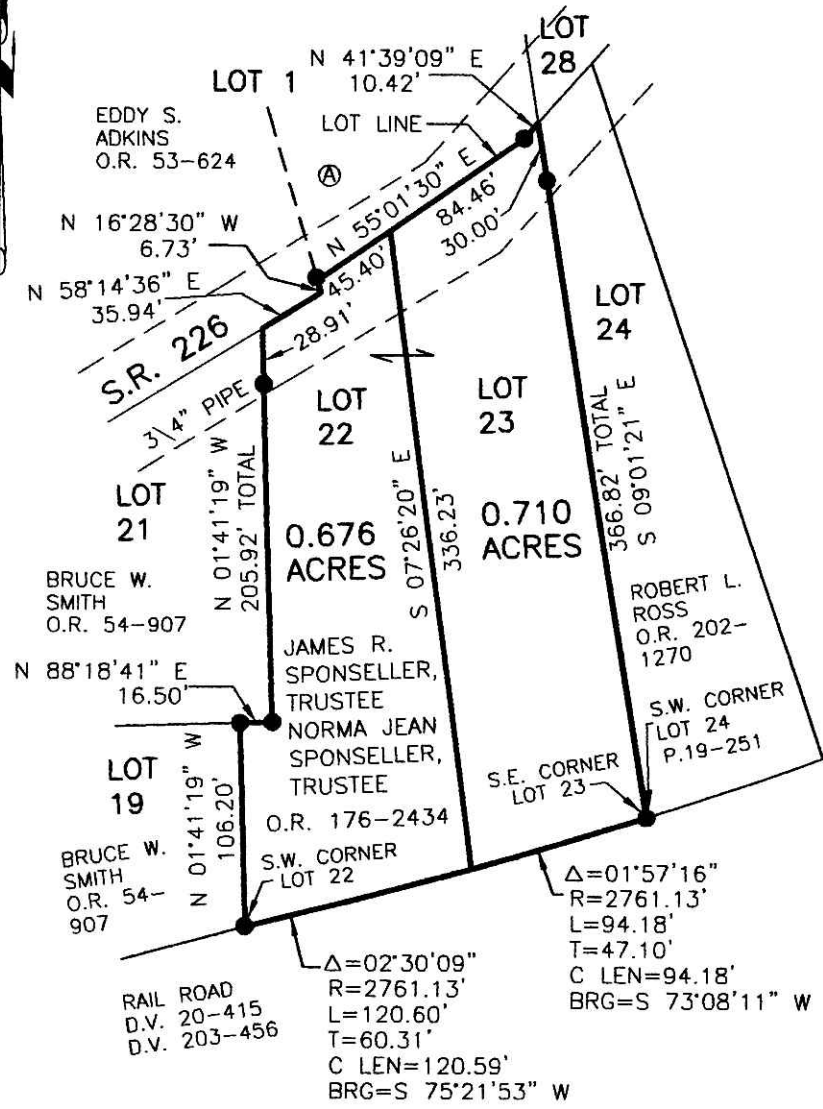 LOT
28
N 41°39'09" E
10.42'
LOT 1
EDDY S.
ADKINS
O.R. 53-624
LOT LINE
A
N 55°01'30" E
84.46'
30.00'
45.40'
N 16°28'30" W
6.73'
N 58°14'36" E
35.94'
28.91'
S.R. 226
3\4" PIPE
LOT
24
LOT
22
LOT
23
LOT
21
N 01°41'19" W
205.92' TOTAL
0.676
ACRES
S 07°26'20" E
336.23'
0.710
ACRES
366.82' TOTAL
S 09°01'21" E
BRUCE W.
SMITH
O.R. 54-907
ROBERT L.
ROSS
O.R. 202-
1270
JAMES R.
SPONSELLER,
TRUSTEE
NORMA JEAN
SPONSELLER,
TRUSTEE
O.R. 176-2434
N 88°18'41" E
16.50'
S.W. CORNER
LOT 24
P.19-251
S.E. CORNER
LOT 23
LOT
19
N 01°41'19" W
106.20'
BRUCE W.
SMITH
O.R. 54-
907
S.W. CORNER
LOT 22
Δ=01°57'16"
R=2761.13'
L=94.18'
T=47.10'
C LEN=94.18'
BRG=S 73°08'11" W
RAIL ROAD
D.V. 20-415
D.V. 203-456
Δ=02°30'09"
R=2761.13'
L=120.60'
T=60.31'
C LEN=120.59'
BRG=S 75°21'53" W